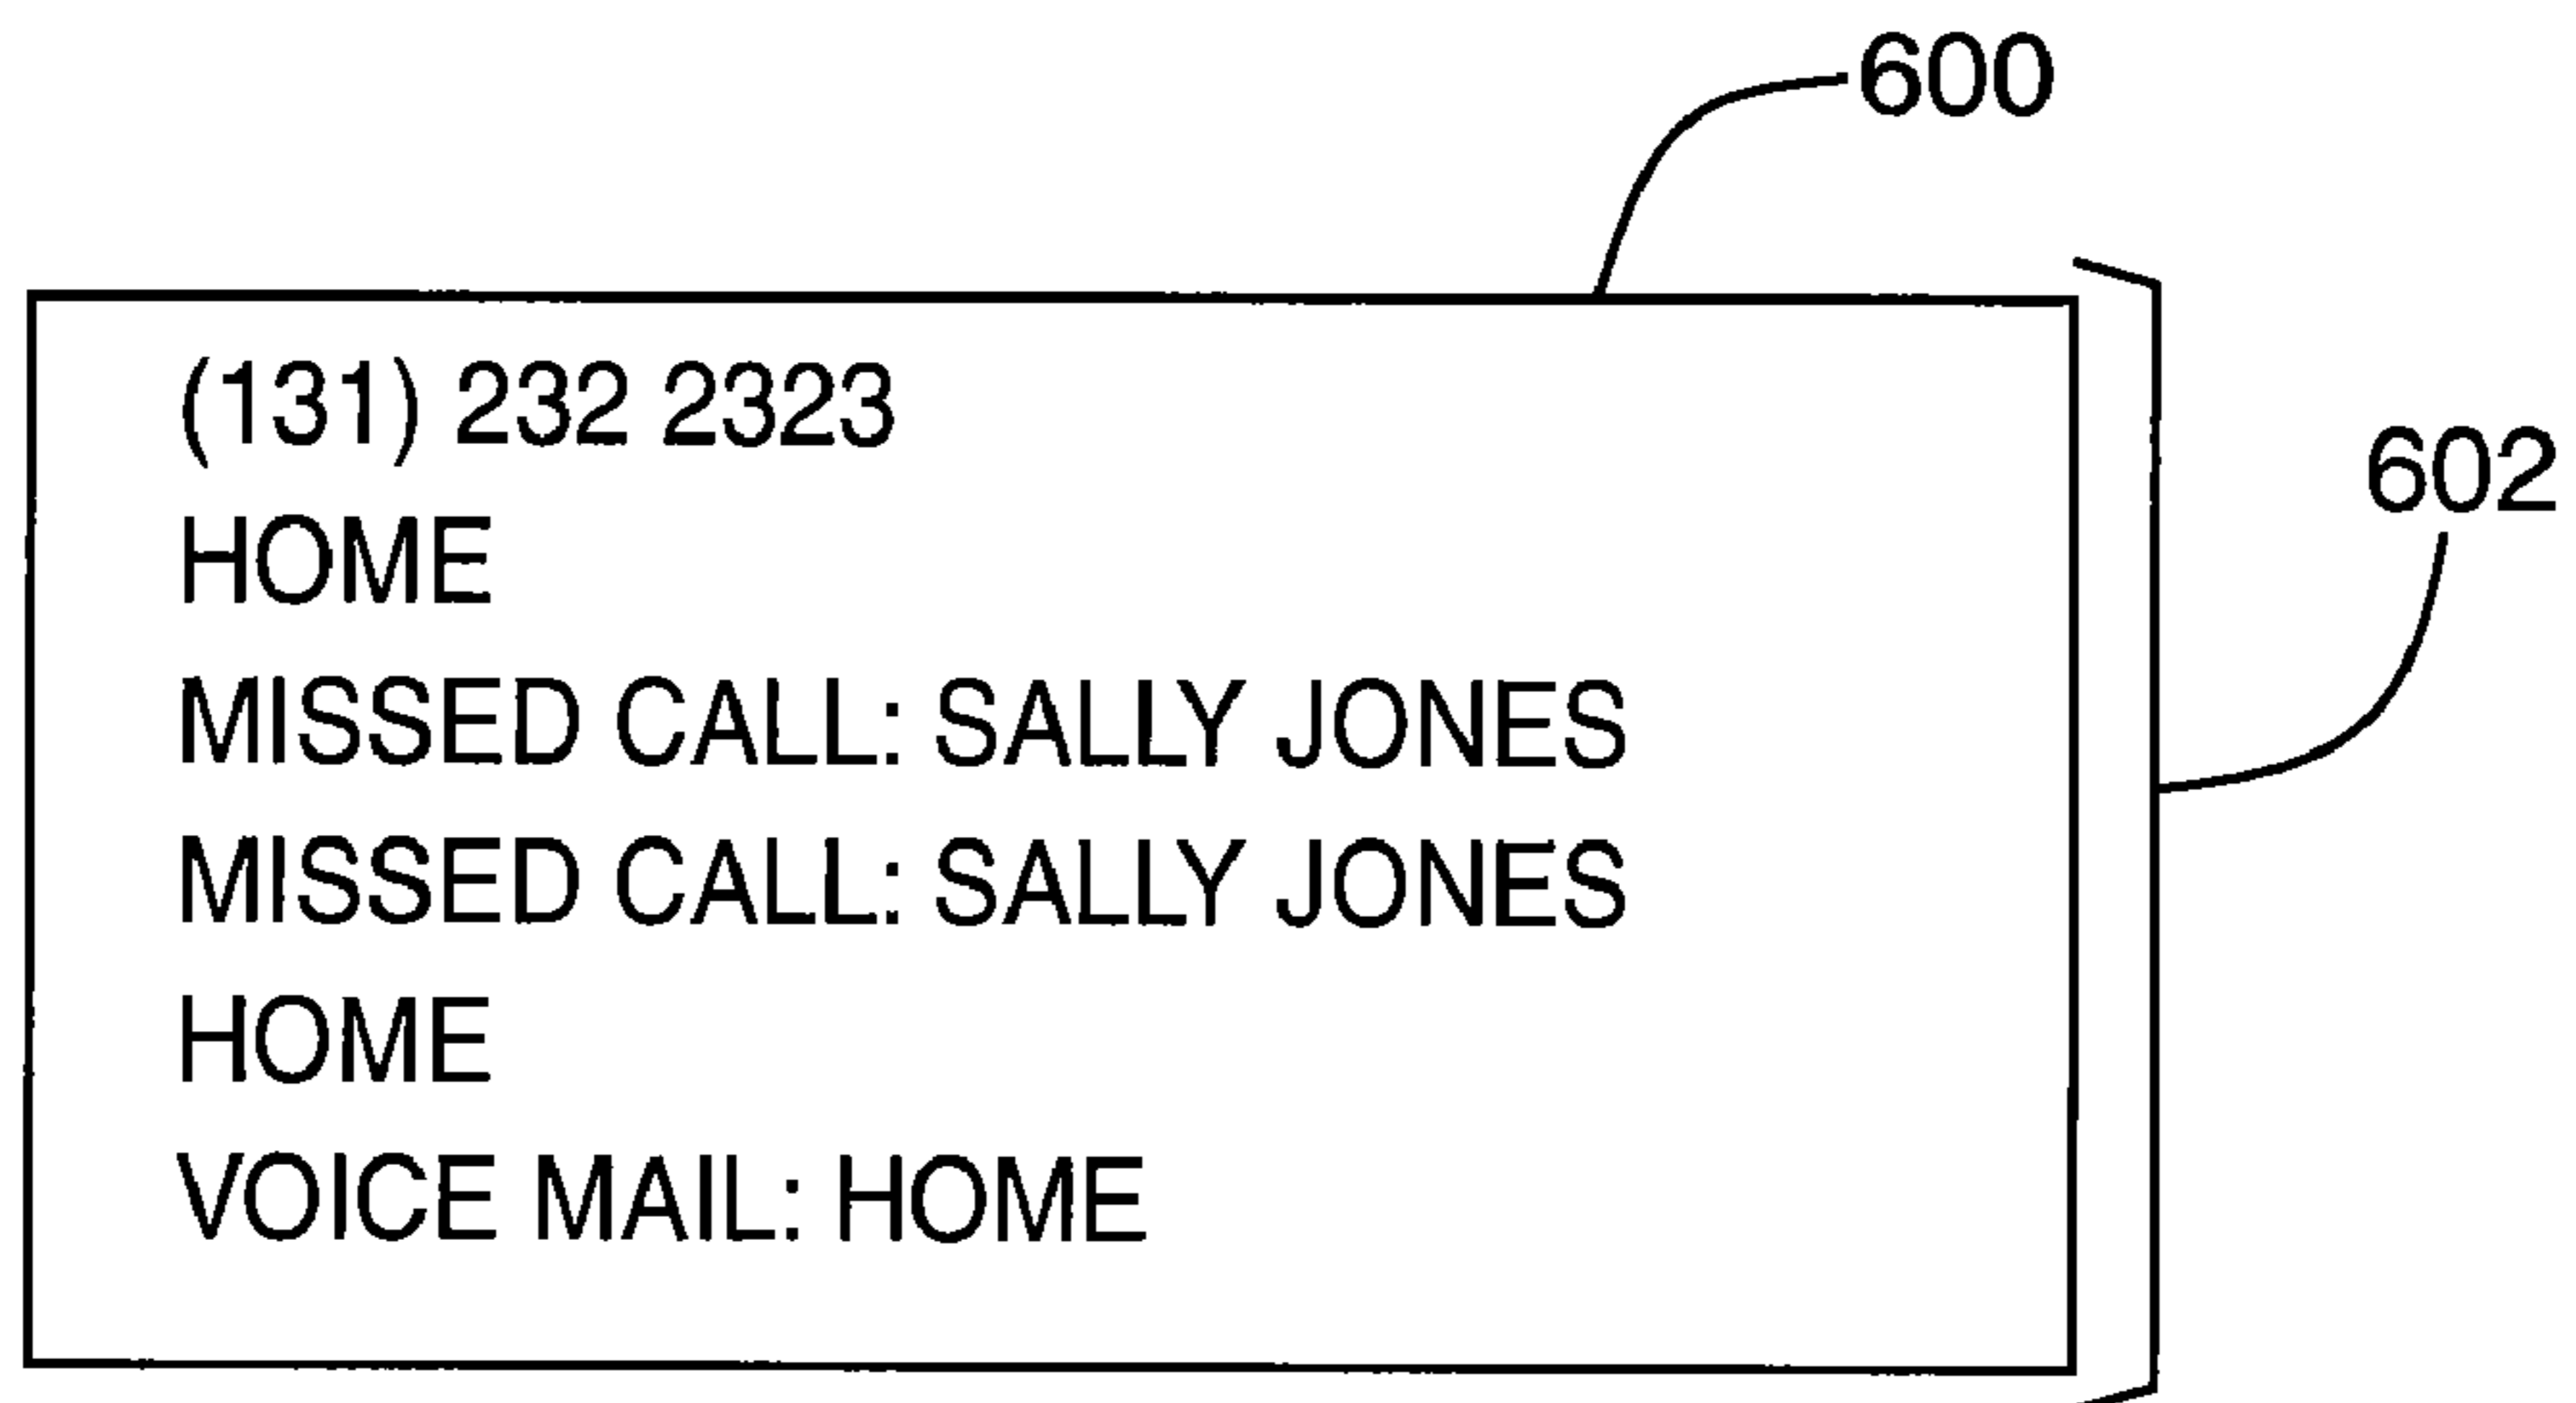 600
(131) 232 2323
HOME
MISSED CALL: SALLY JONES
MISSED CALL: SALLY JONES
HOME
VOICE MAIL: HOME
602